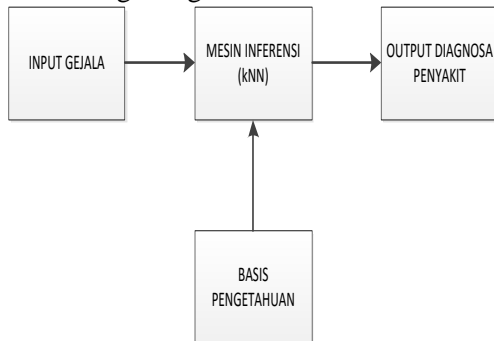 INPUT GEJALA
MESIN INFERENSI
(kNN)
OUTPUT DIAGNOSA
PENYAKIT
BASIS
PENGETAHUAN